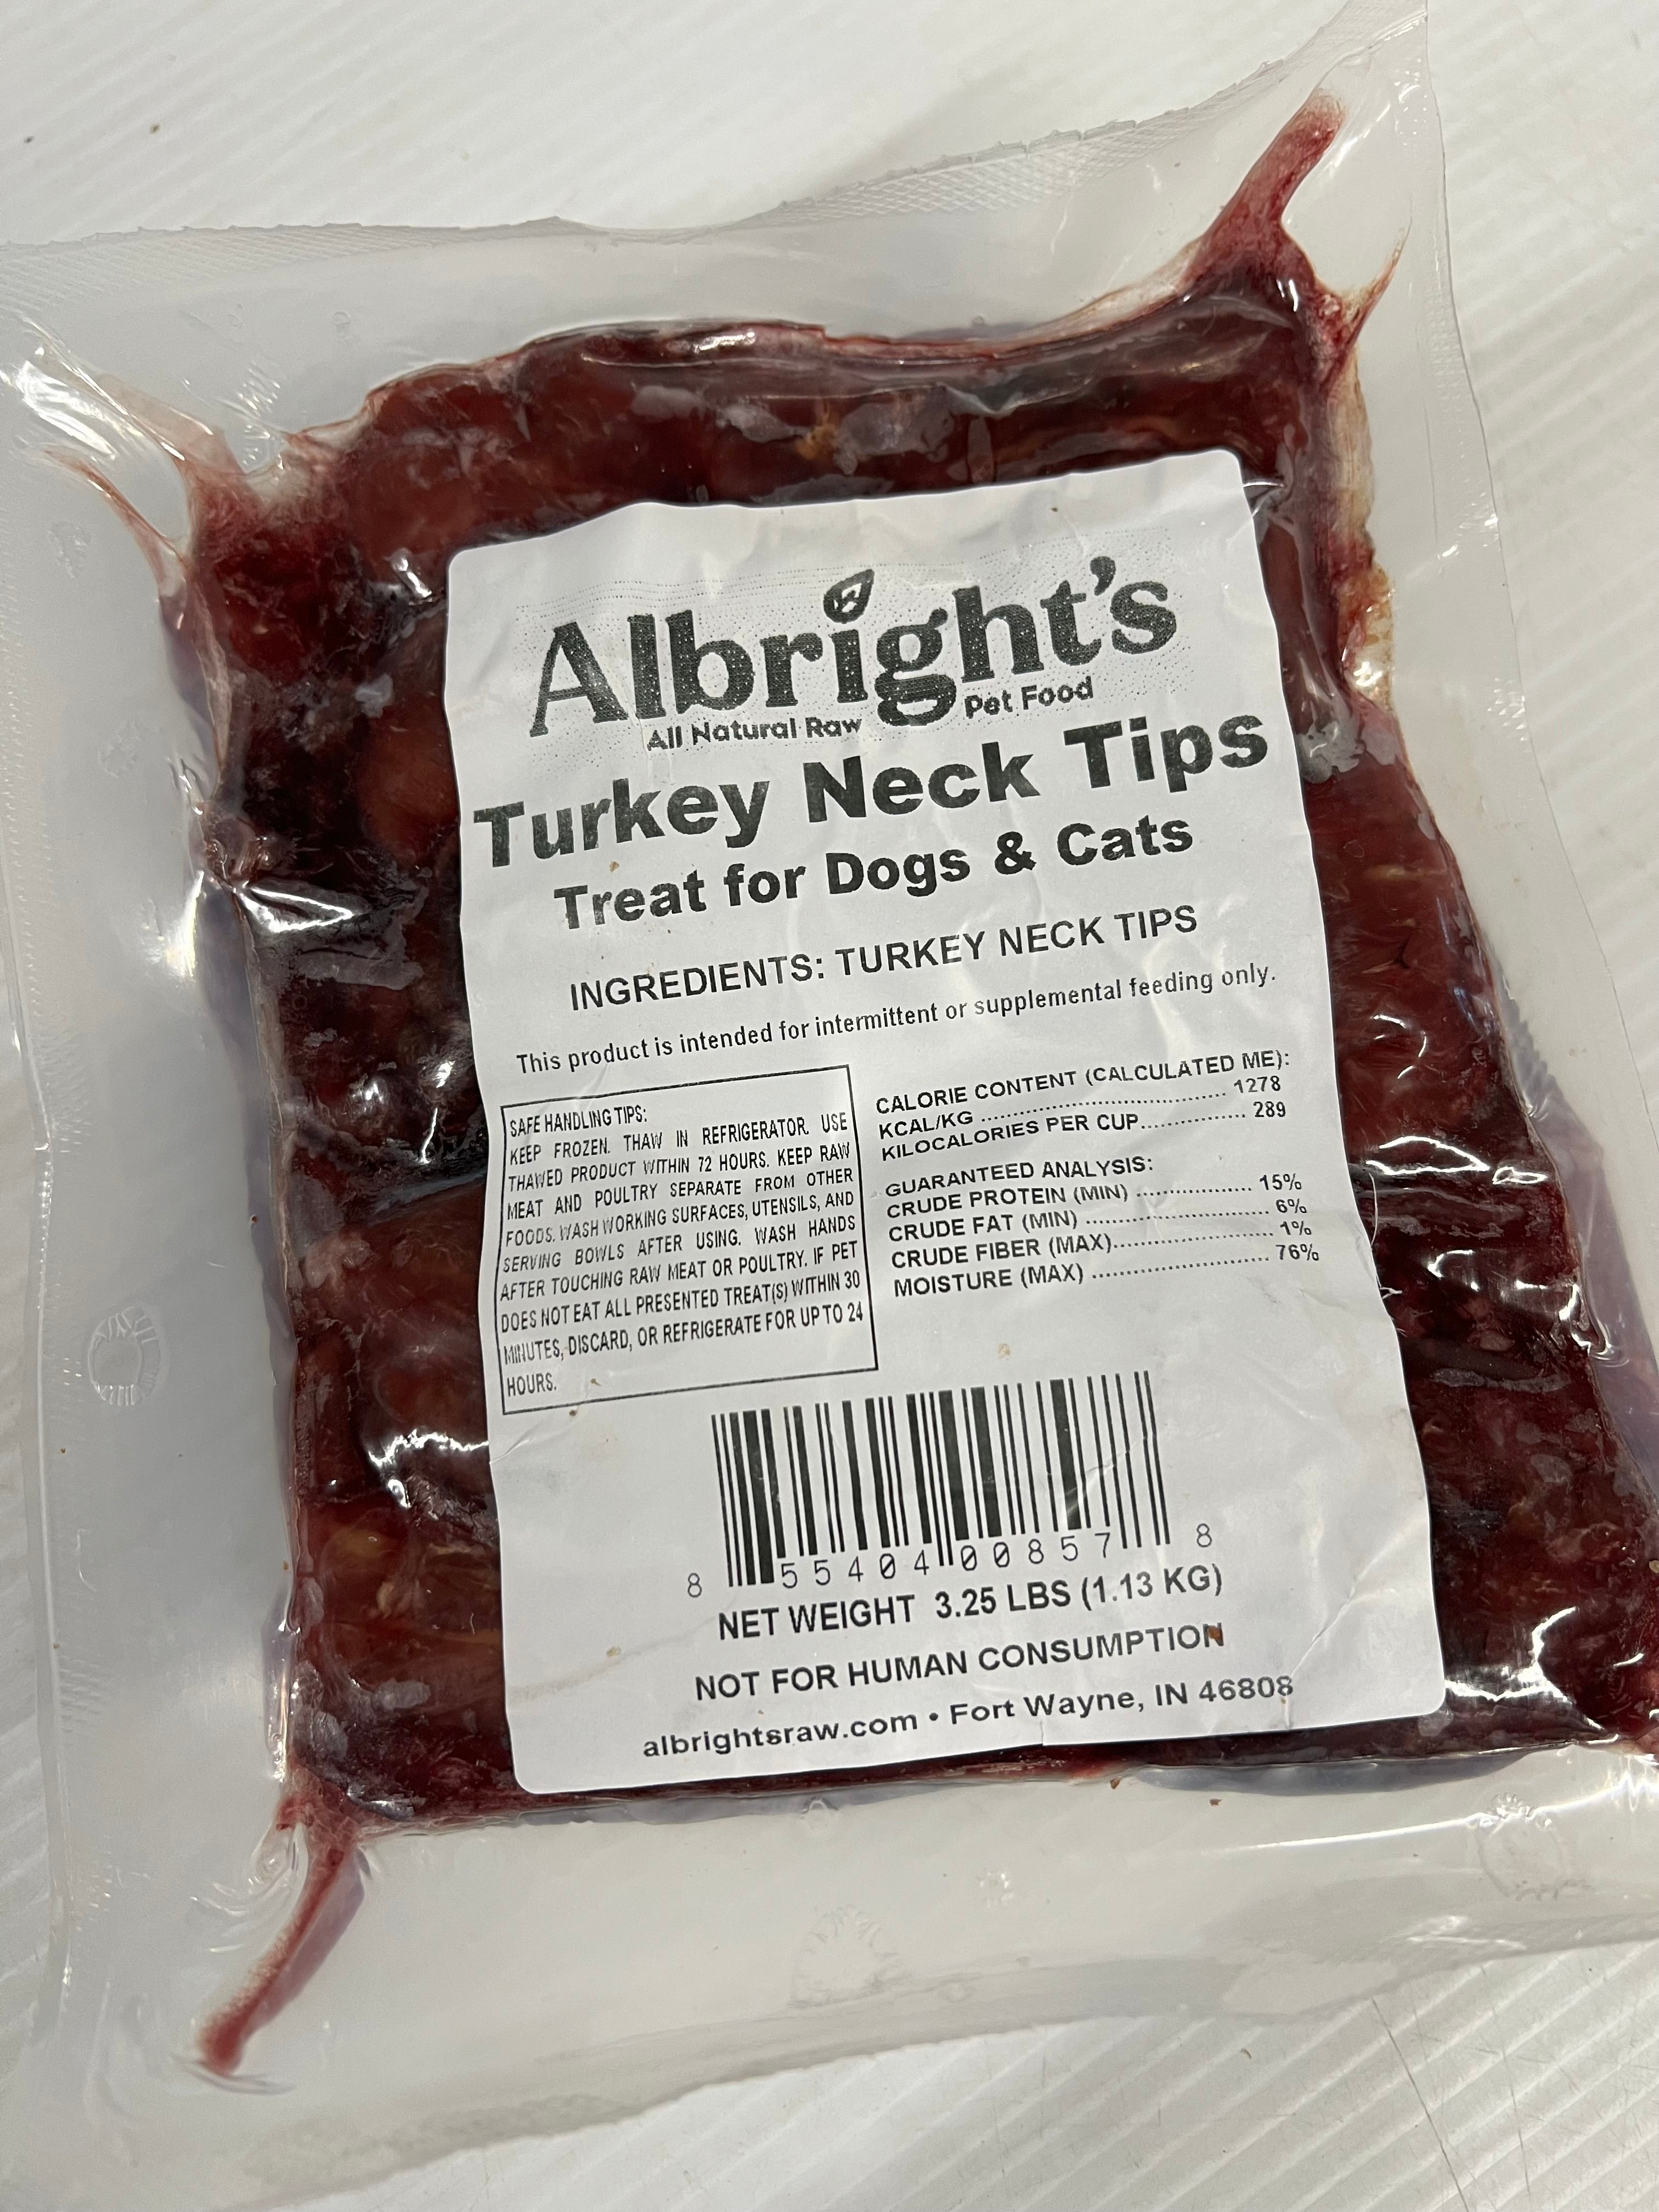 Albright's
All Natural Raw Pet Food
Turkey Neck Tips
Treat for Dogs & Cats
INGREDIENTS: TURKEY NECK TIPS
This product is intended for intermittent or supplemental feeding only.
SAFE HANDLING TIPS:
KEEP FROZEN. THAW IN REFRIGERATOR. USE
THAWED PRODUCT WITHIN 72 HOURS. KEEP RAW
MEAT AND POULTRY SEPARATE FROM OTHER
FOODS. WASH WORKING SURFACES, UTENSILS, AND
SERVING BOWLS AFTER USING. WASH HANDS
AFTER TOUCHING RAW MEAT OR POULTRY. IF PET
DOES NOT EAT ALL PRESENTED TREAT(S) WITHIN 30
MINUTES, DISCARD, OR REFRIGERATE FOR UP TO 24
HOURS.
CALORIE CONTENT (CALCULATED ME):
KCAL/KG .................................... 1278
KILOCALORIES PER CUP............... 289
GUARANTEED ANALYSIS:
CRUDE PROTEIN (MIN) ................. 15%
CRUDE FAT (MIN) ........................... 6%
CRUDE FIBER (MAX)....................... 1%
MOISTURE (MAX) .......................... 76%
8 55404 00857 8
NET WEIGHT 3.25 LBS (1.13 KG)
NOT FOR HUMAN CONSUMPTION
albrightsraw.com • Fort Wayne, IN 46808